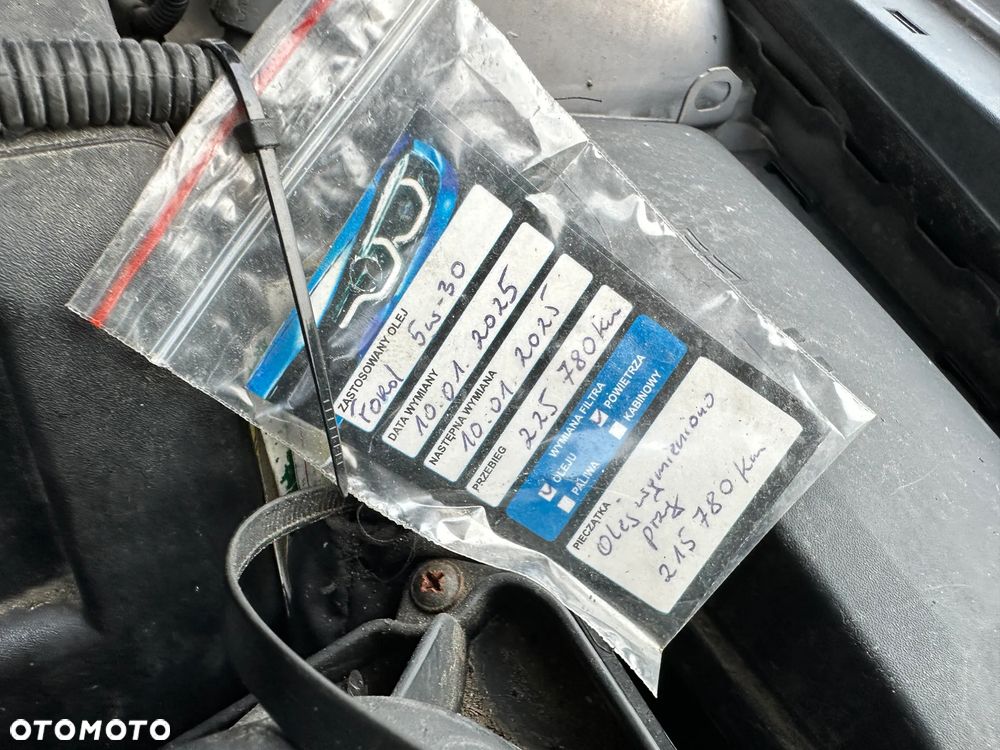 ZASTOSOWANY OLEJ
Ford 5w-30
DATA WYMIANY
10.01.2025
NASTĘPNA WYMIANA
10.01 2025
PRZEBIEG
225 780 km
WYMIANA FILTRA
OLEJU POWIETRZA
PALIWA KABINOWY
PIECZĄTKA
Olej wymieniono
przy
215 780 km
OTOMOTO